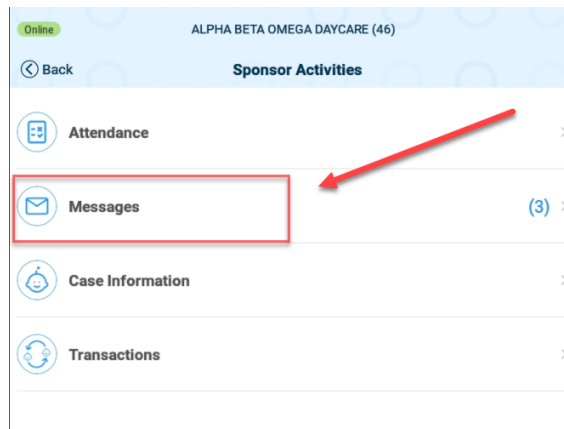 Online
ALPHA BETA OMEGA DAYCARE (46)
Back
Sponsor Activities
Attendance
Messages (3)
Case Information
Transactions